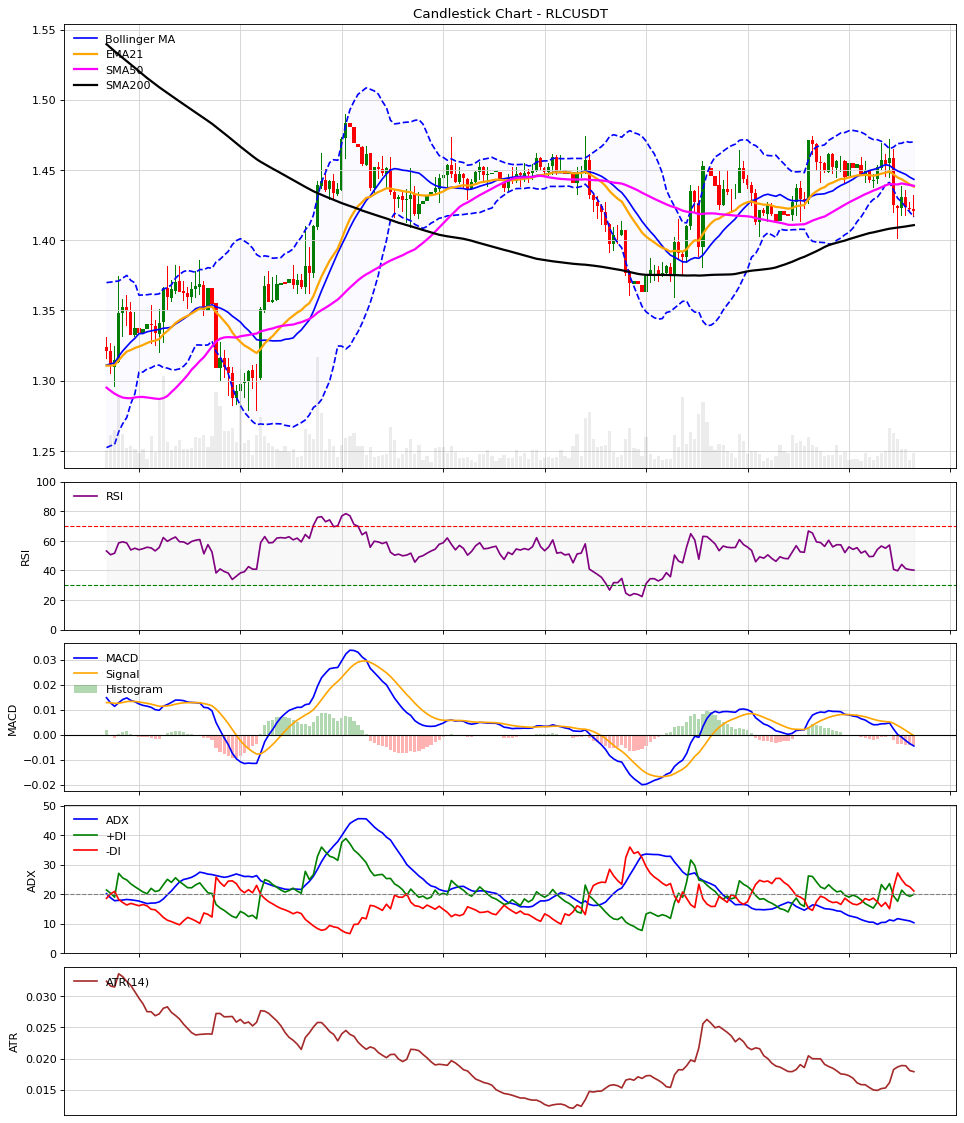 Candlestick Chart - RLCUSDT
1.55
1.50
1.45
1.40
1.35
1.30
1.25
Bollinger MA
EMA21
SMA50
SMA200
100
80
60
40
20
0
RSI
RSI
0.03
0.02
0.01
0.00
−0.01
−0.02
MACD
MACD
Signal
Histogram
50
40
30
20
10
0
ADX
ADX
+DI
-DI
0.030
0.025
0.020
0.015
ATR
ATR(14)